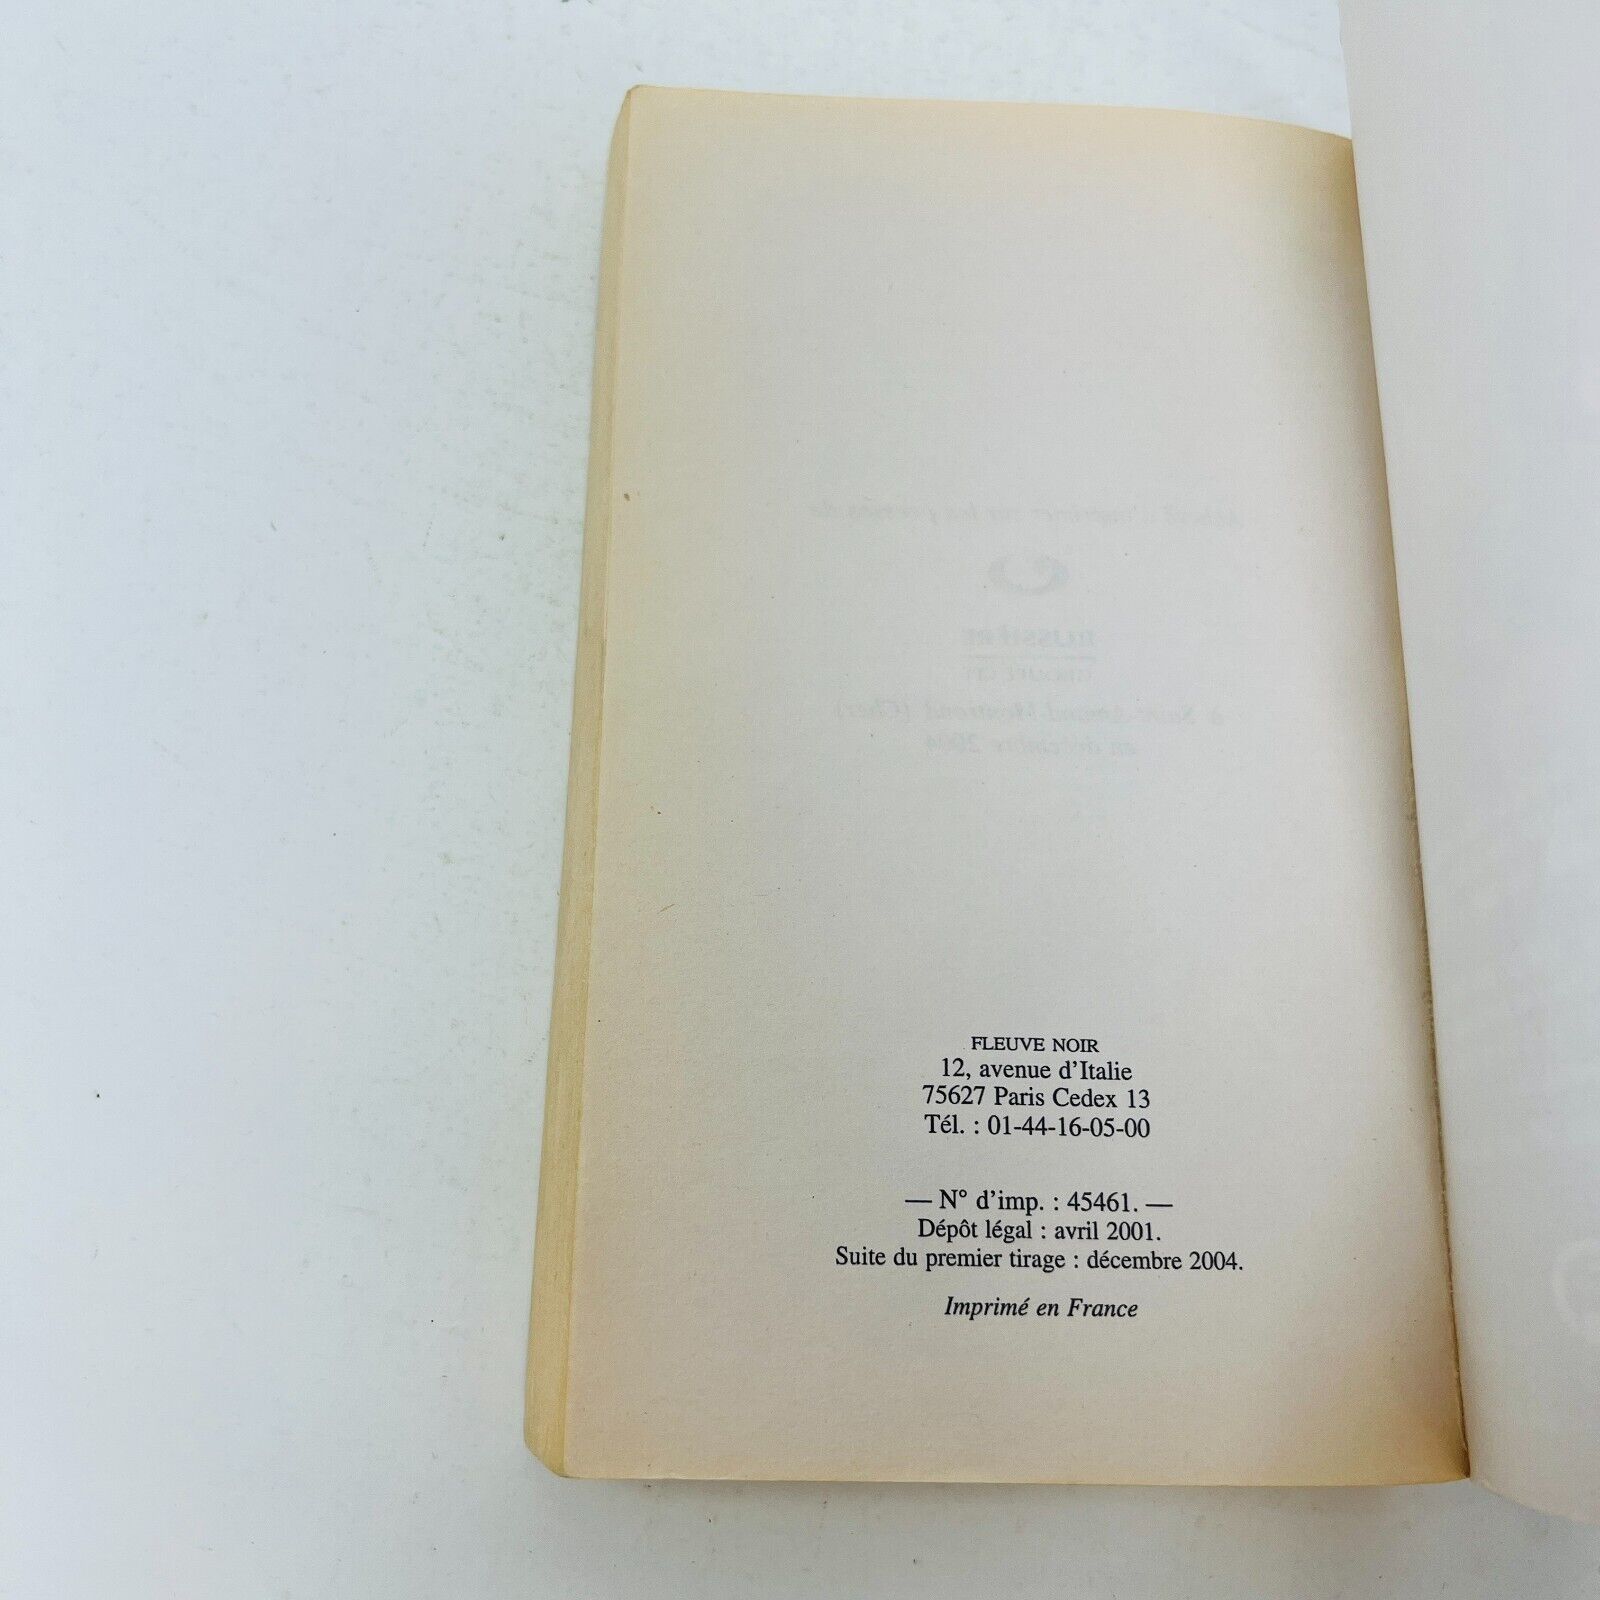 FLEUVE NOIR
12, avenue d'Italie
75627 Paris Cedex 13
Tél. : 01-44-16-05-00
— N° d'imp. : 45461. —
Dépôt légal : avril 2001.
Suite du premier tirage : décembre 2004.
Imprimé en France